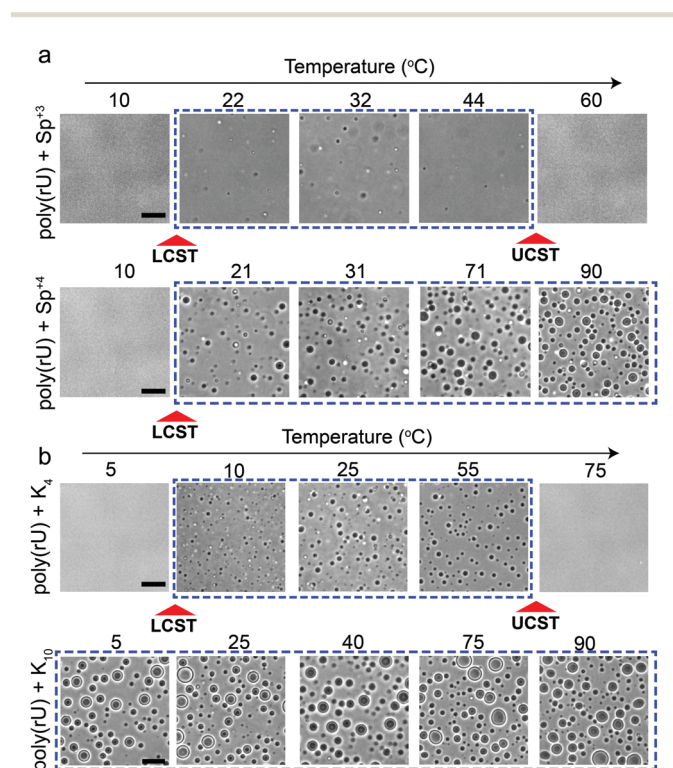 a
Temperature (°C)
10 22 32 44 60
poly(rU) + Sp⁺³
LCST UCST
10 21 31 71 90
poly(rU) + Sp⁺⁴
LCST
b
Temperature (°C)
5 10 25 55 75
poly(rU) + K₄
LCST UCST
5 25 40 75 90
poly(rU) + K₁₀